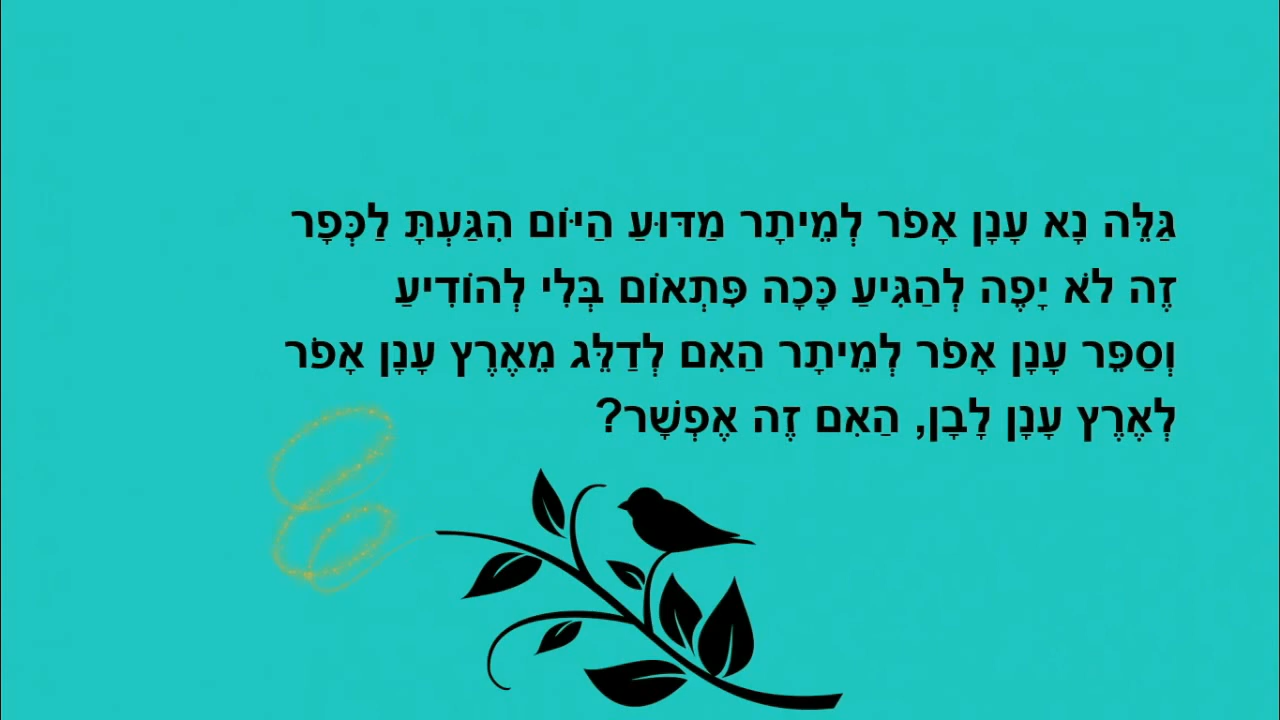 גַּלֵּה נָא עָנָן אָפֹר לְמֵיתָר מַדּוּעַ הַיּוֹם הִגַּעְתָּ לַכְּפָר
זֶה לֹא יָפֶה לְהַגִּיעַ כָּכָה פִּתְאוֹם בְּלִי לְהוֹדִיעַ
וְסַפֵּר עָנָן אָפֹר לְמֵיתָר הַאִם לְדַלֵּג מֵאֶרֶץ עָנָן אָפֹר
לְאֶרֶץ עָנָן לָבָן, הַאִם זֶה אֶפְשָׁר?